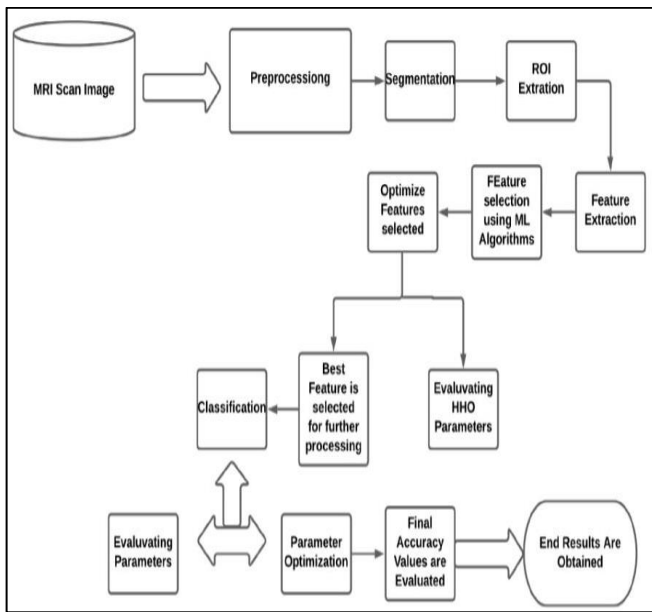 MRI Scan Image
Preprocessiong
Segmentation
ROI
Extration
Optimize
Features
selected
FEature
selection
using ML
Algorithms
Feature
Extraction
Classification
Best
Feature is
selected
for further
processing
Evaluvating
HHO
Parameters
Evaluvating
Parameters
Parameter
Optimization
Final
Accuracy
Values are
Evaluated
End Results Are
Obtained